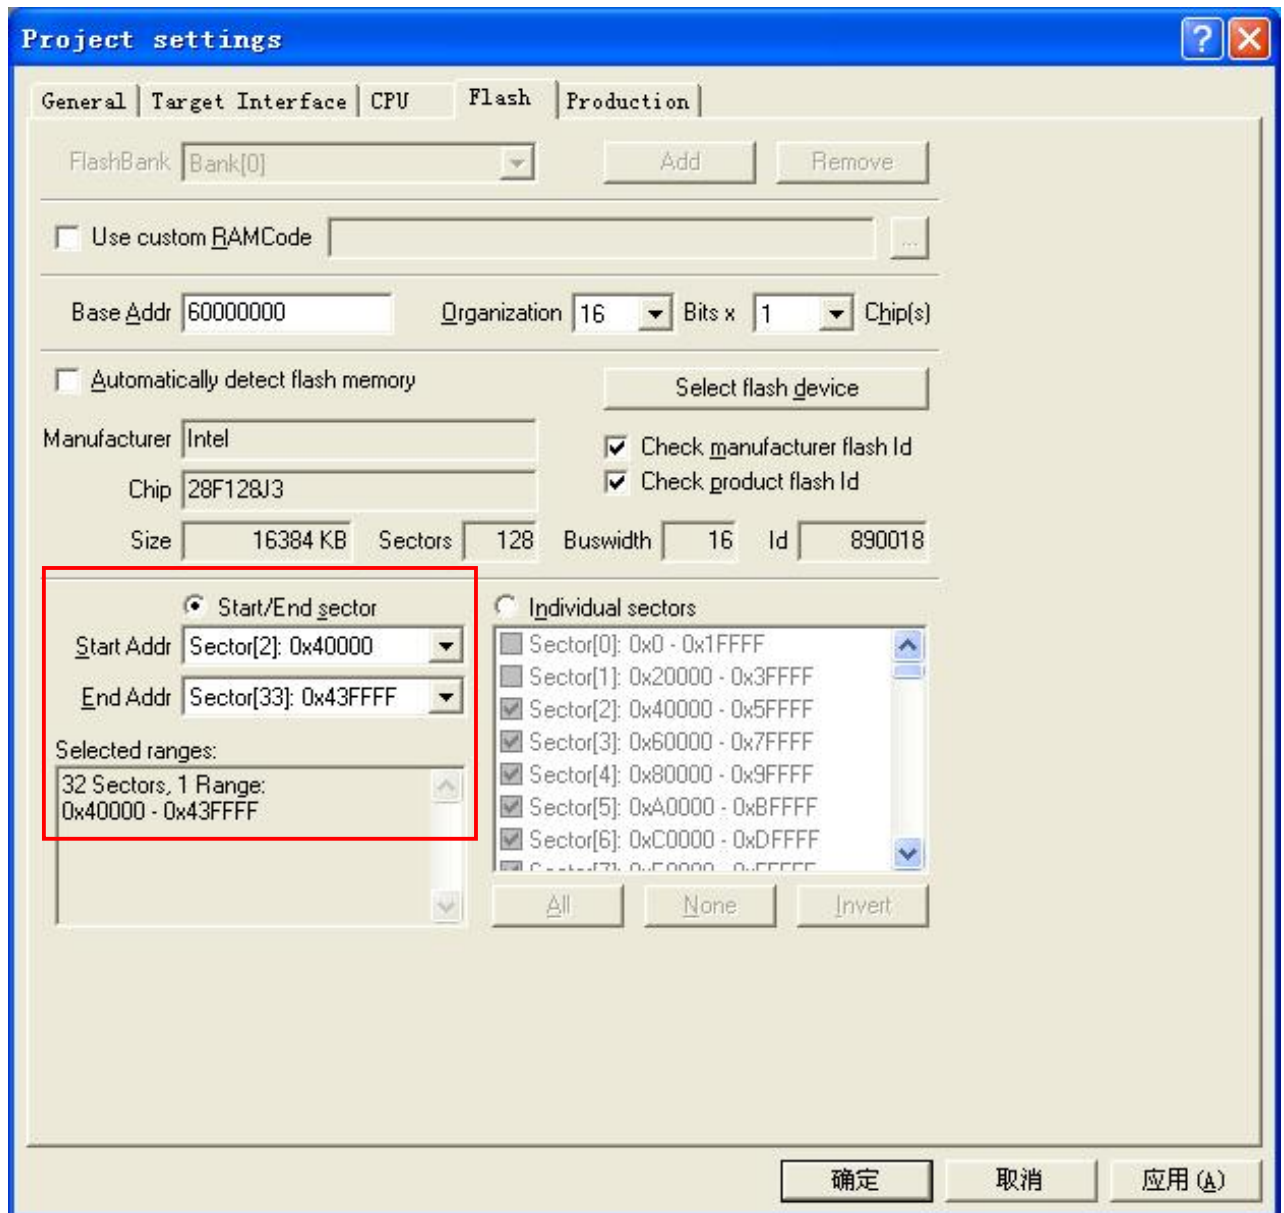 Project settings
General Target Interface CPU Flash Production
FlashBank Bank[0] Add Remove
Use custom RAMCode ...
Base Addr 60000000 Organization 16 Bits x 1 Chip(s)
Automatically detect flash memory Select flash device
Manufacturer Intel Check manufacturer flash Id
Chip 28F128J3 Check product flash Id
Size 16384 KB Sectors 128 Buswidth 16 Id 890018
Start/End sector Individual sectors
Start Addr Sector[2]: 0x40000
End Addr Sector[33]: 0x43FFFF
Selected ranges:
32 Sectors, 1 Range:
0x40000 - 0x43FFFF
Sector[0]: 0x0 - 0x1FFFF
Sector[1]: 0x20000 - 0x3FFFF
Sector[2]: 0x40000 - 0x5FFFF
Sector[3]: 0x60000 - 0x7FFFF
Sector[4]: 0x80000 - 0x9FFFF
Sector[5]: 0xA0000 - 0xBFFFF
Sector[6]: 0xC0000 - 0xDFFFF
All None Invert
确定 取消 应用(A)